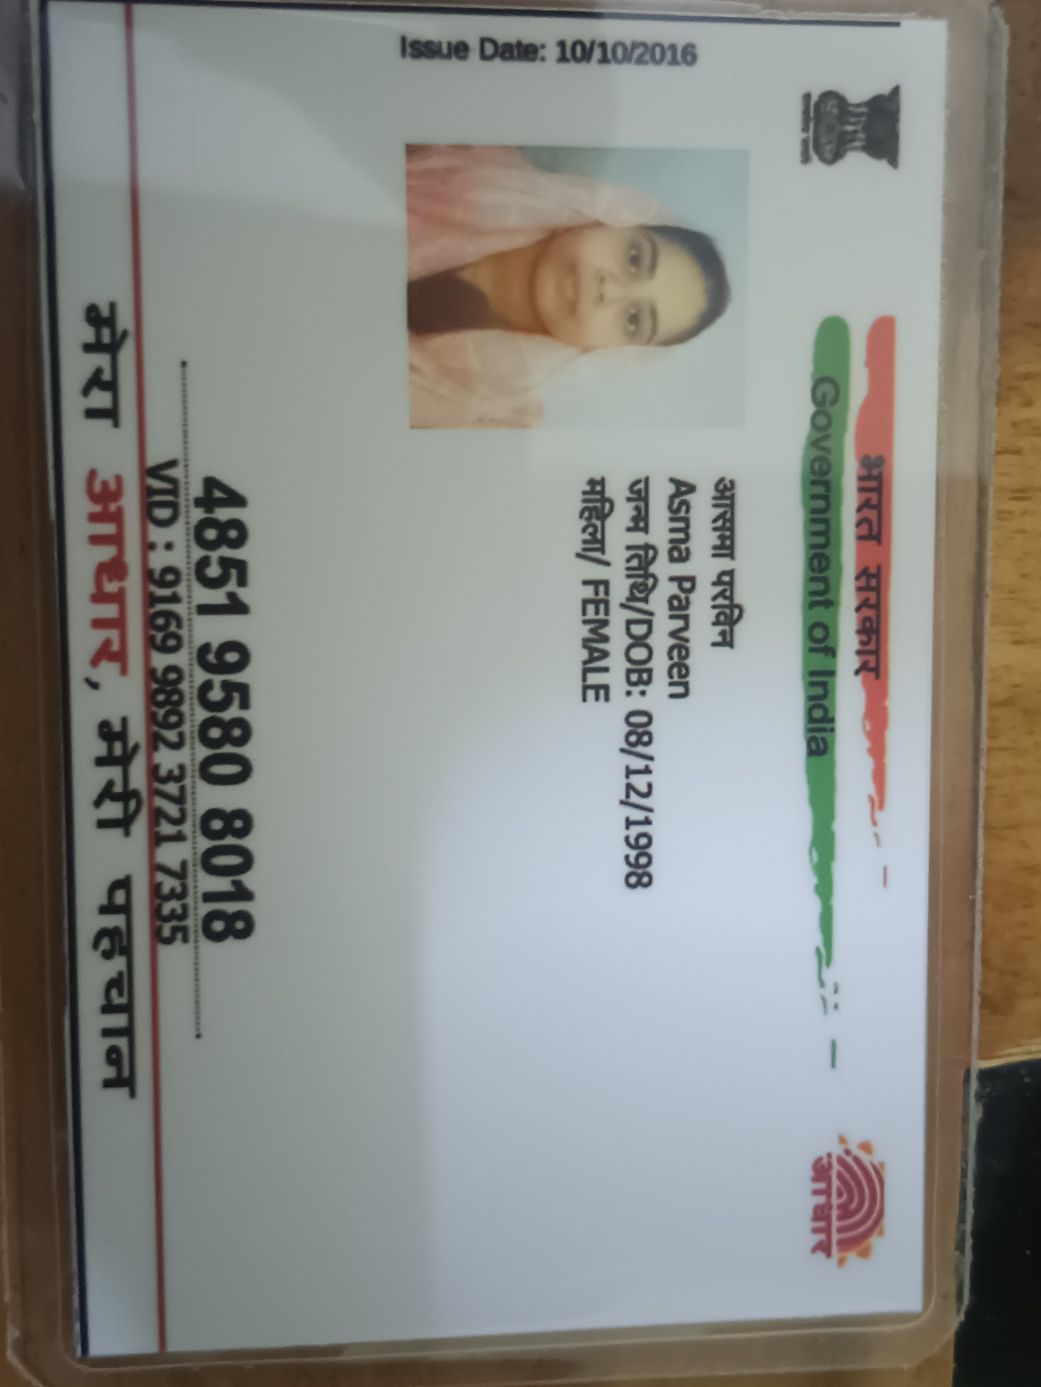 Issue Date: 10/10/2016
भारत सरकार
Government of India
आधार
आसमा परविन
Asma Parveen
जन्म तिथि/DOB: 08/12/1998
महिला/ FEMALE
4851 9580 8018
VID : 9169 9892 3721 7335
मेरा आधार, मेरी पहचान